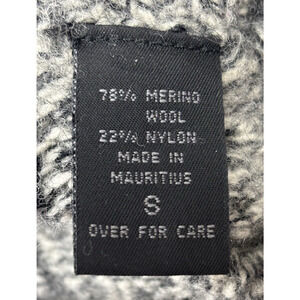 78% MERINO
WOOL
22% NYLON
MADE IN
MAURITIUS
S
OVER FOR CARE